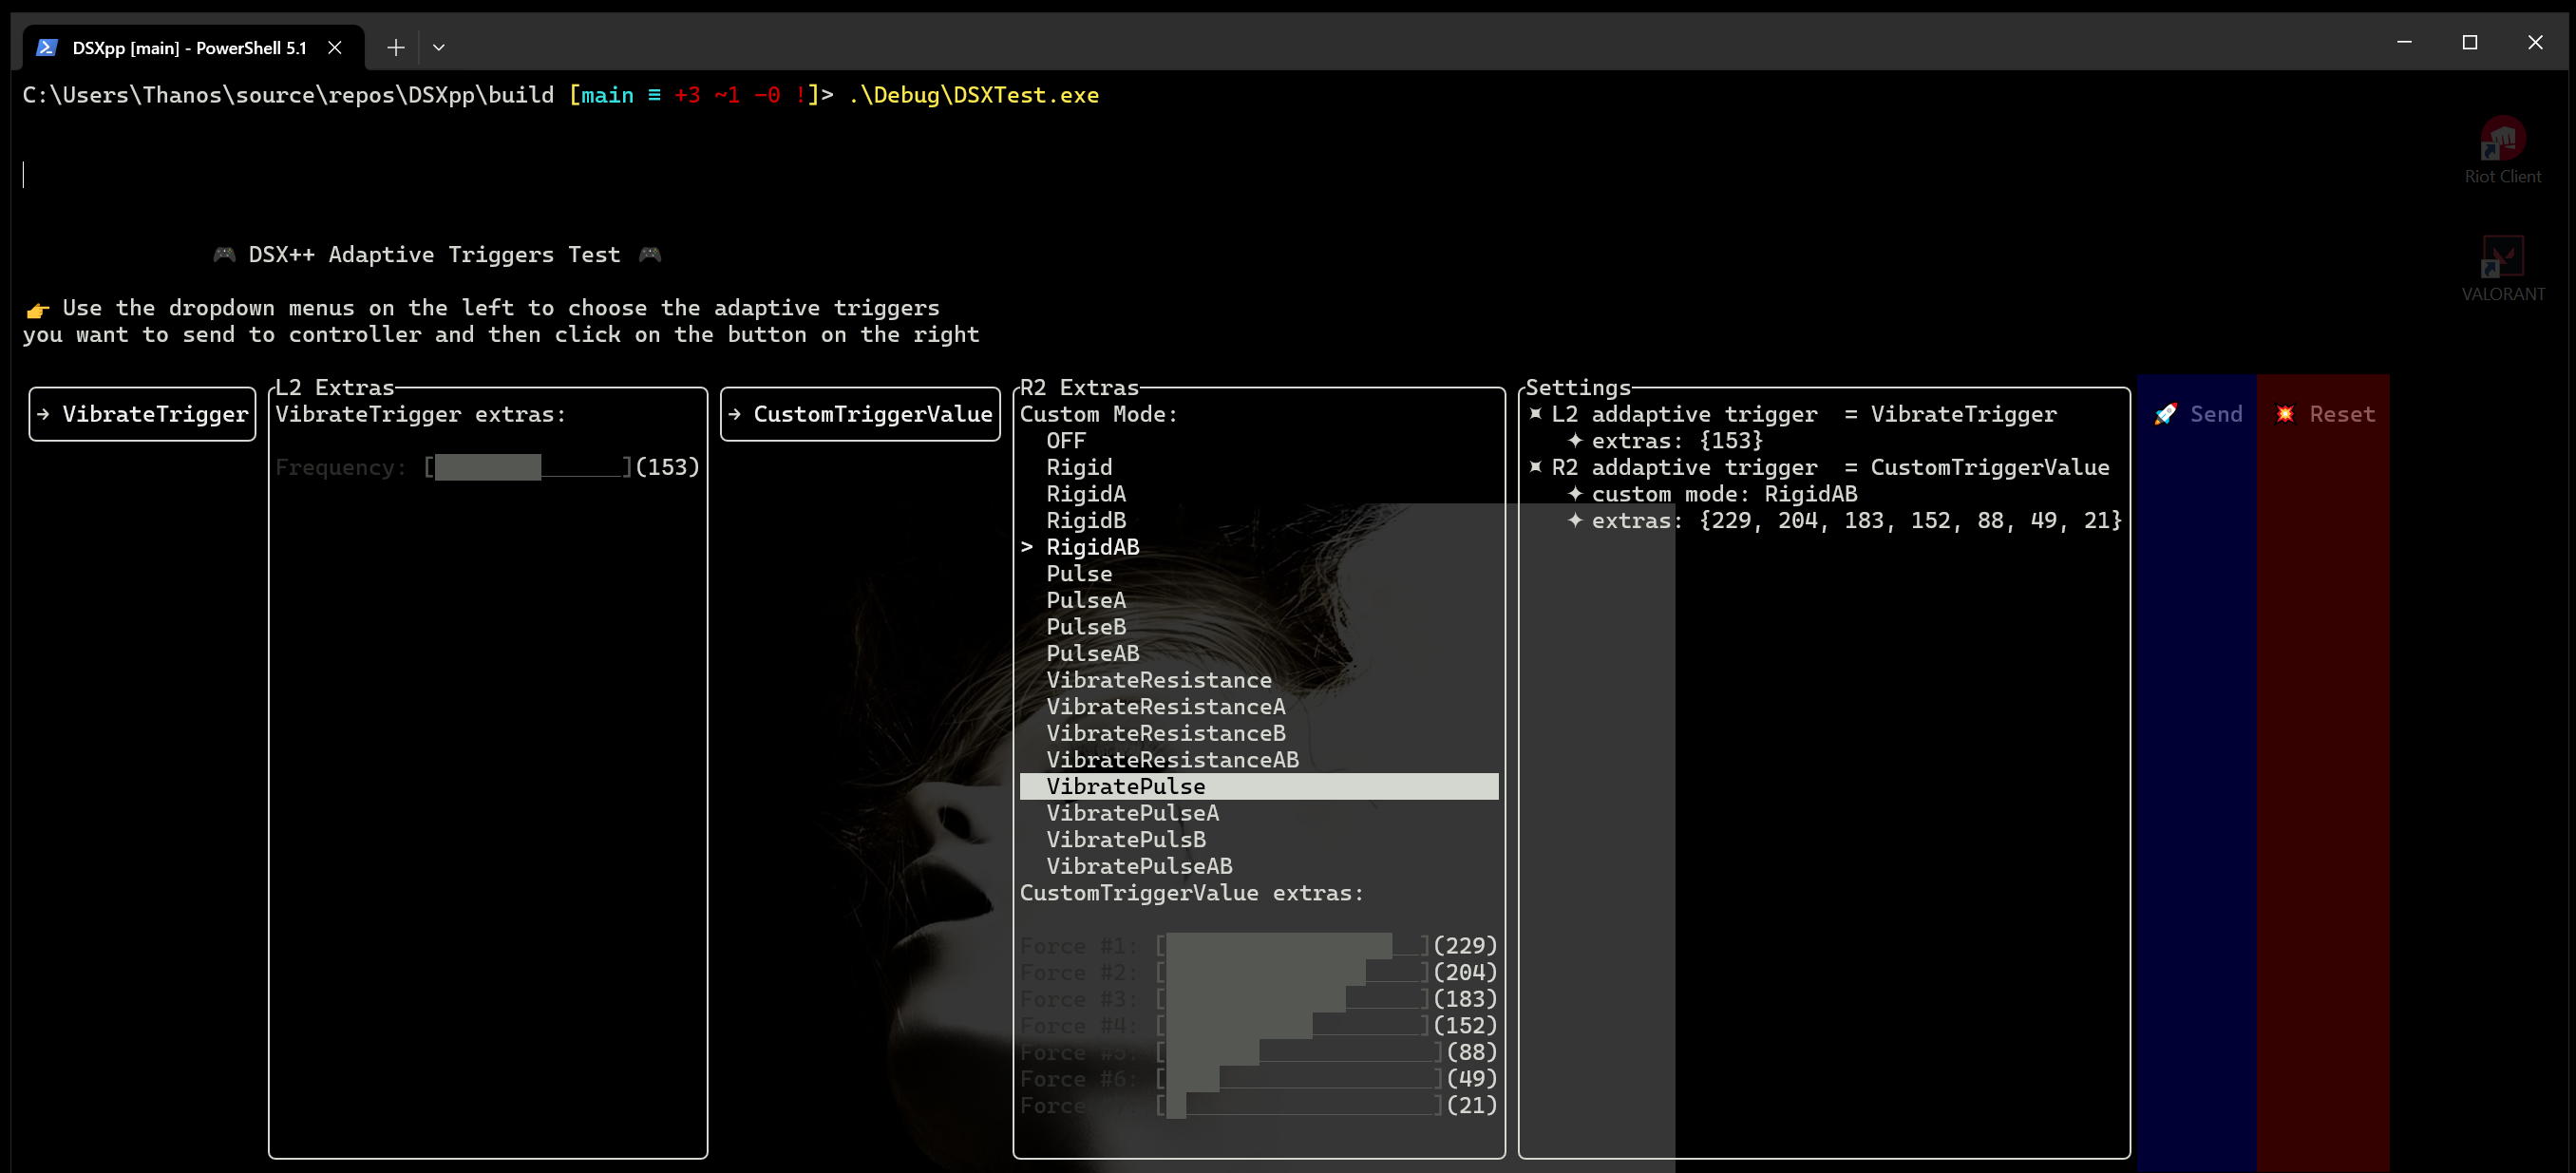 DSXpp [main] - PowerShell 5.1
C:\Users\Thanos\source\repos\DSXpp\build [main ≡ +3 ~1 -0 !]> .\Debug\DSXTest.exe
Riot Client
VALORANT
🎮 DSX++ Adaptive Triggers Test 🎮
👉 Use the dropdown menus on the left to choose the adaptive triggers
you want to send to controller and then click on the button on the right
→ VibrateTrigger
L2 Extras
VibrateTrigger extras:
Frequency: [ ](153)
→ CustomTriggerValue
R2 Extras
Custom Mode:
OFF
Rigid
RigidA
RigidB
> RigidAB
Pulse
PulseA
PulseB
PulseAB
VibrateResistance
VibrateResistanceA
VibrateResistanceB
VibrateResistanceAB
VibratePulse
VibratePulseA
VibratePulsB
VibratePulseAB
CustomTriggerValue extras:
Force #1: [ ](229)
Force #2: [ ](204)
Force #3: [ ](183)
Force #4: [ ](152)
Force #5: [ ](88)
Force #6: [ ](49)
Force [ ](21)
Settings
✖ L2 addaptive trigger = VibrateTrigger
✦ extras: {153}
✖ R2 addaptive trigger = CustomTriggerValue
✦ custom mode: RigidAB
✦ extras: {229, 204, 183, 152, 88, 49, 21}
🚀 Send
💥 Reset